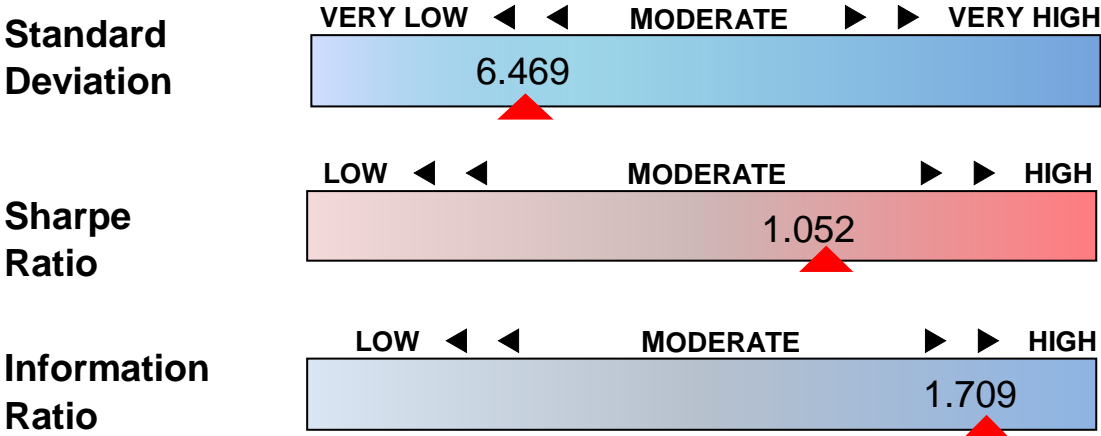 VERY LOW ◀ ◀ MODERATE ▶ ▶ VERY HIGH
Standard
Deviation
6.469
LOW ◀ ◀ MODERATE ▶ ▶ HIGH
Sharpe
Ratio
1.052
LOW ◀ ◀ MODERATE ▶ ▶ HIGH
Information
Ratio
1.709